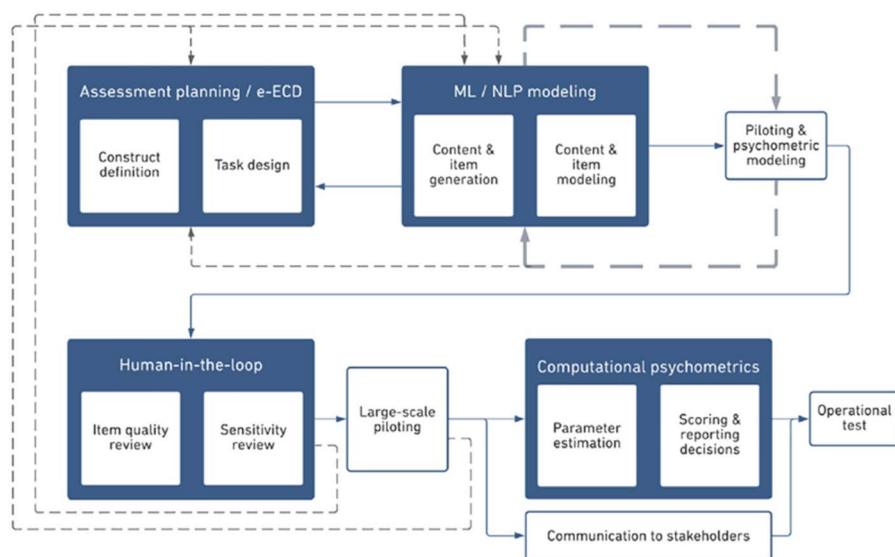 Assessment planning / e-ECD
Construct
definition
Task design
ML / NLP modeling
Content &
item
generation
Content &
item
modeling
Piloting &
psychometric
modeling
Human-in-the-loop
Item quality
review
Sensitivity
review
Large-scale
piloting
Computational psychometrics
Parameter
estimation
Scoring &
reporting
decisions
Operational
test
Communication to stakeholders